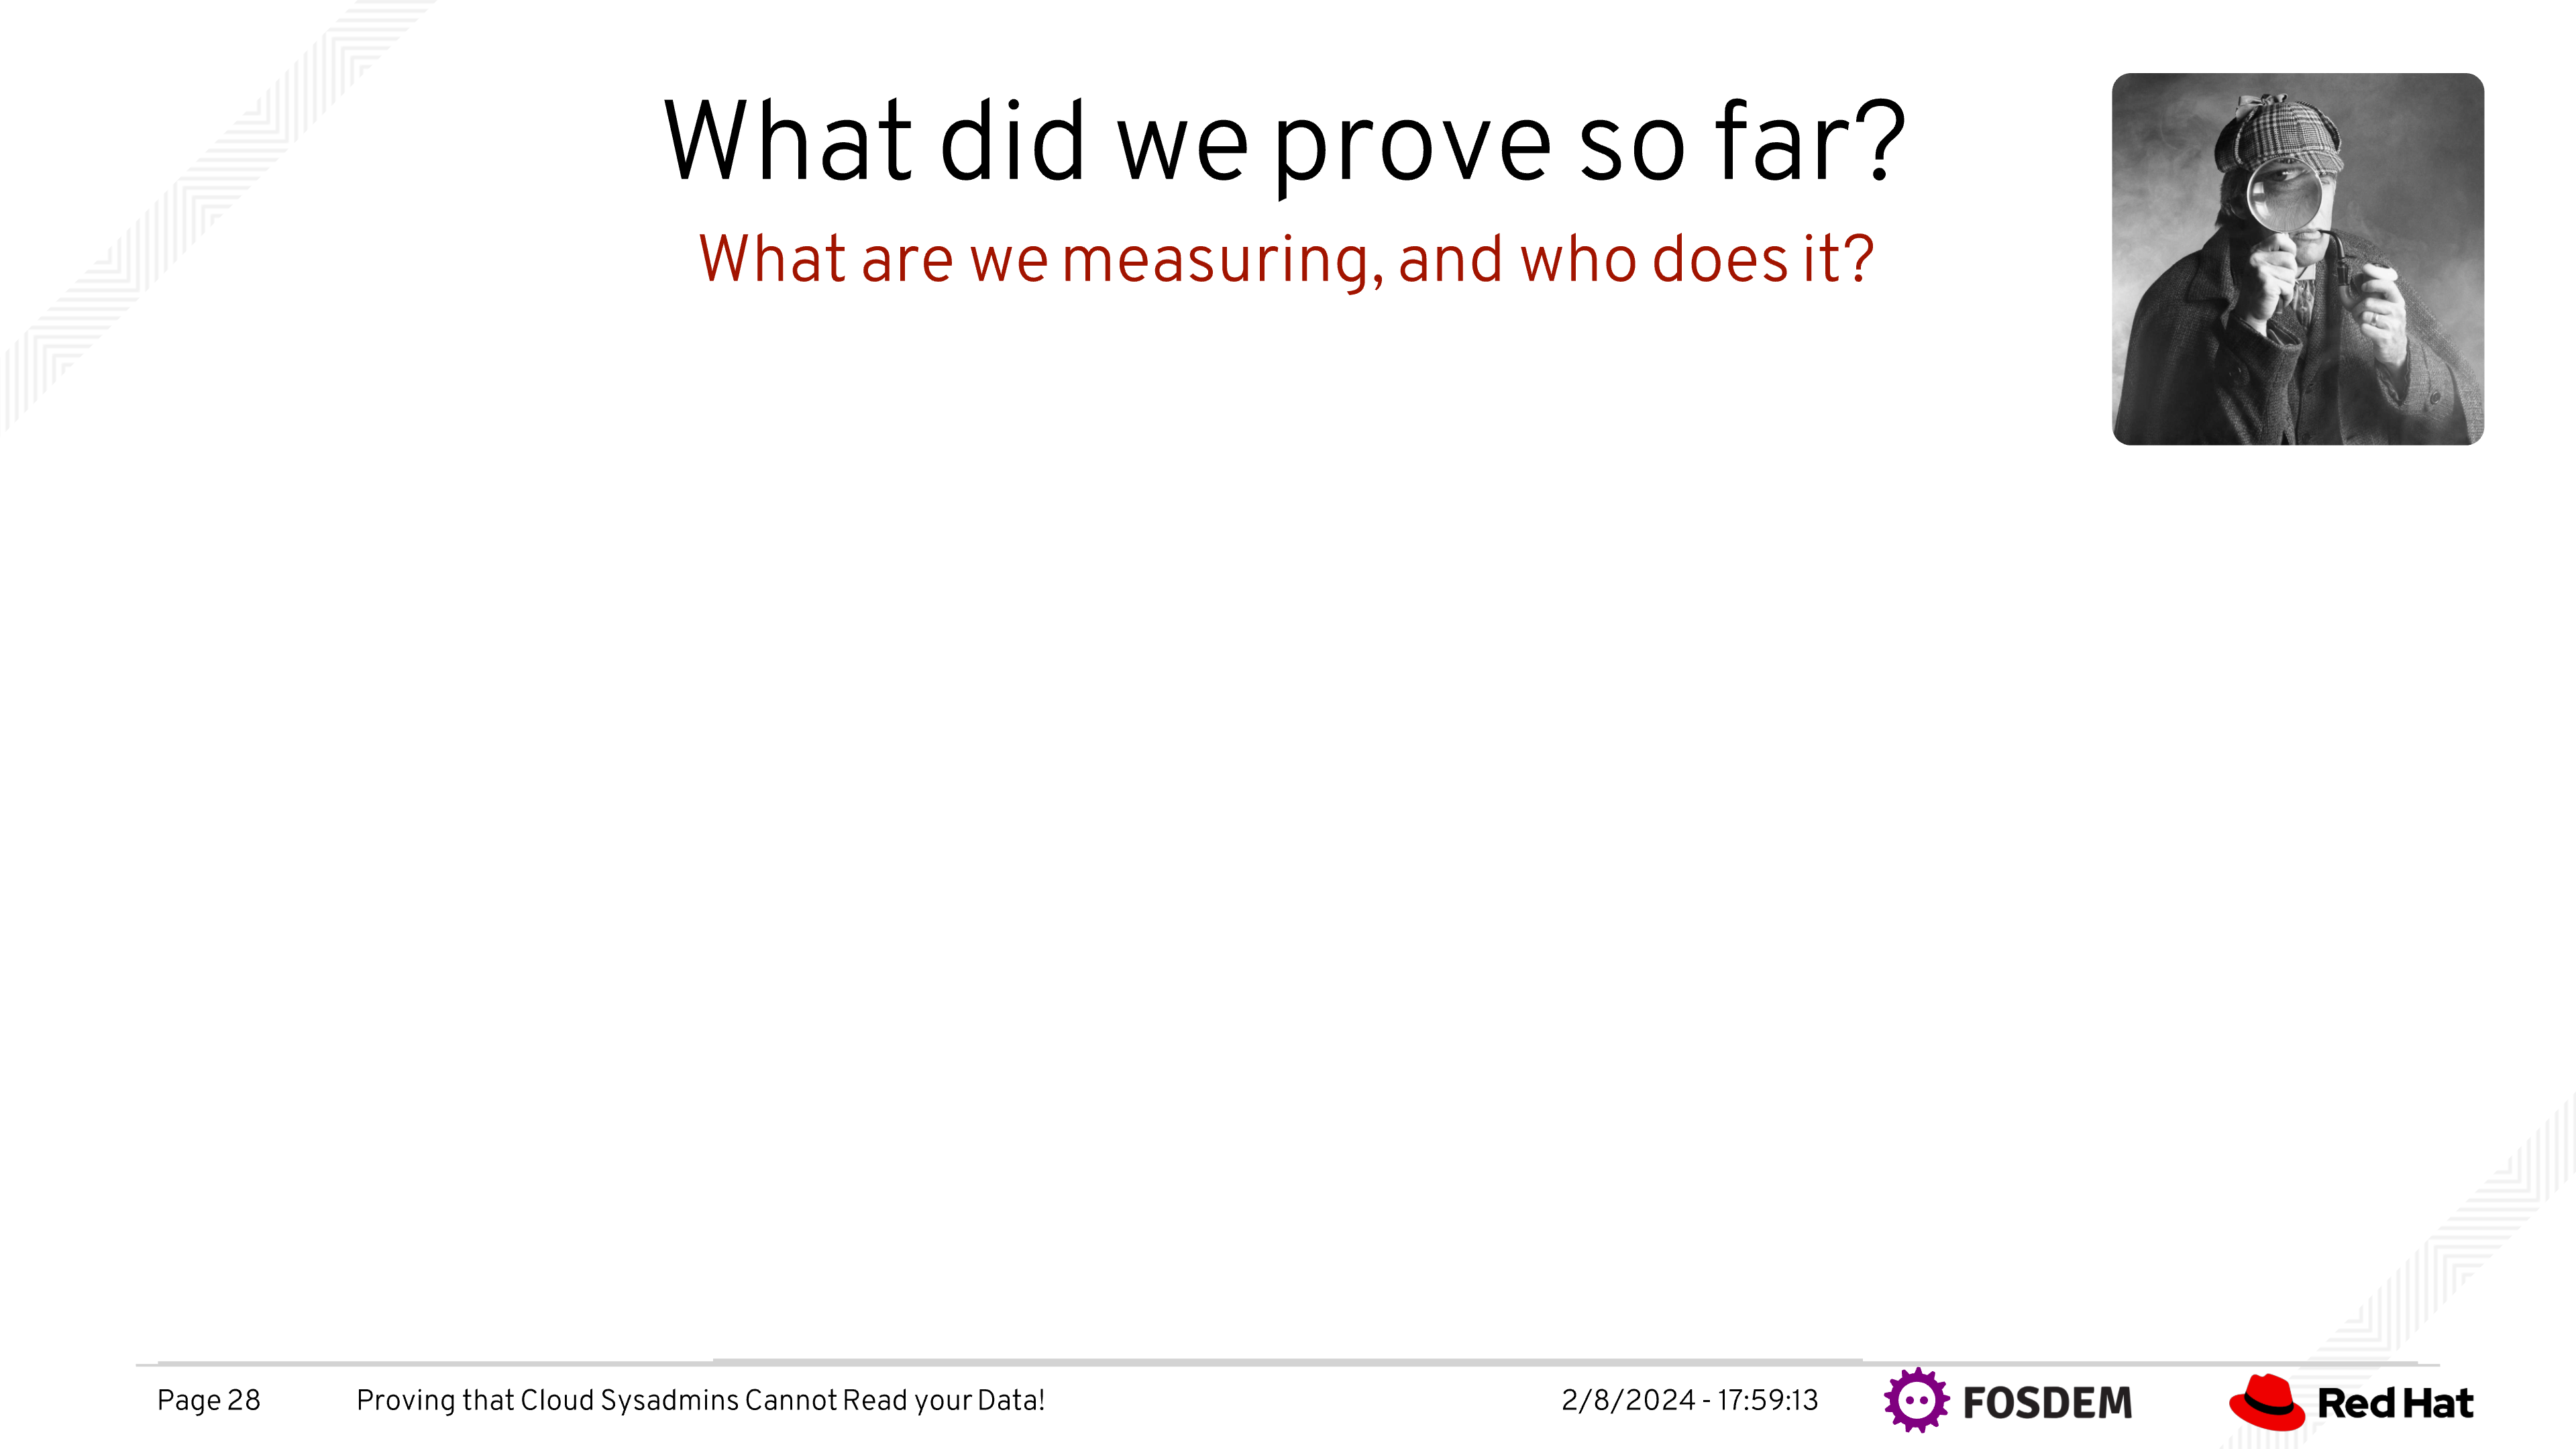 What did we prove so far?
What are we measuring, and who does it?
Page 28
Proving that Cloud Sysadmins Cannot Read your Data!
2/8/2024 - 17:59:13
FOSDEM
Red Hat